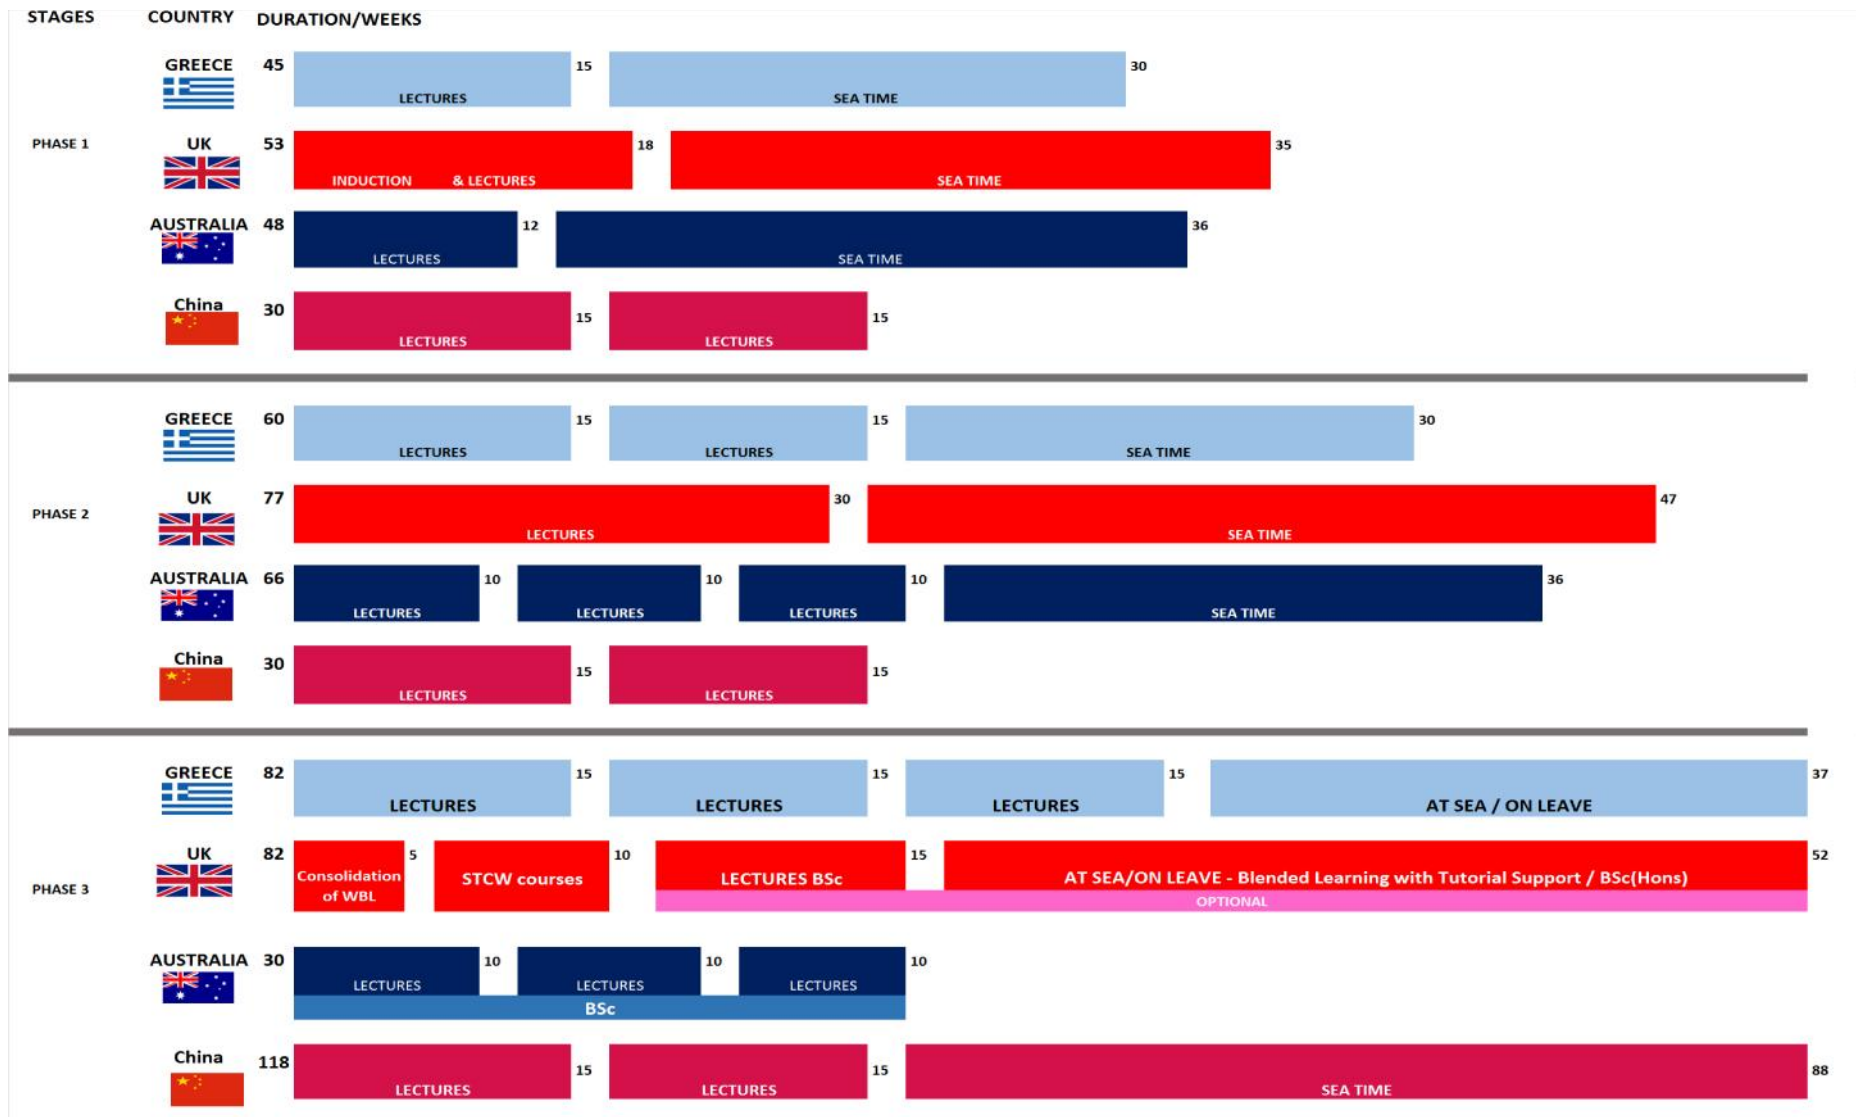 STAGES COUNTRY DURATION/WEEKS
GREECE 45 15 30
LECTURES SEA TIME
PHASE 1 UK 53 18 35
INDUCTION & LECTURES SEA TIME
AUSTRALIA 48 12 36
LECTURES SEA TIME
China 30 15 15
LECTURES LECTURES
GREECE 60 15 15 30
LECTURES LECTURES SEA TIME
UK 77 30 47
PHASE 2
LECTURES SEA TIME
AUSTRALIA 66 10 10 10 36
LECTURES LECTURES LECTURES SEA TIME
China 30 15 15
LECTURES LECTURES
GREECE 82 15 15 15 37
LECTURES LECTURES LECTURES AT SEA / ON LEAVE
UK 82 5 10 15 52
PHASE 3
Consolidation
of WBL
STCW courses
LECTURES BSc
AT SEA/ON LEAVE - Blended Learning with Tutorial Support / BSc(Hons)
OPTIONAL
AUSTRALIA 30 10 10 10
LECTURES LECTURES LECTURES
BSc
China 118 15 15 88
LECTURES LECTURES SEA TIME